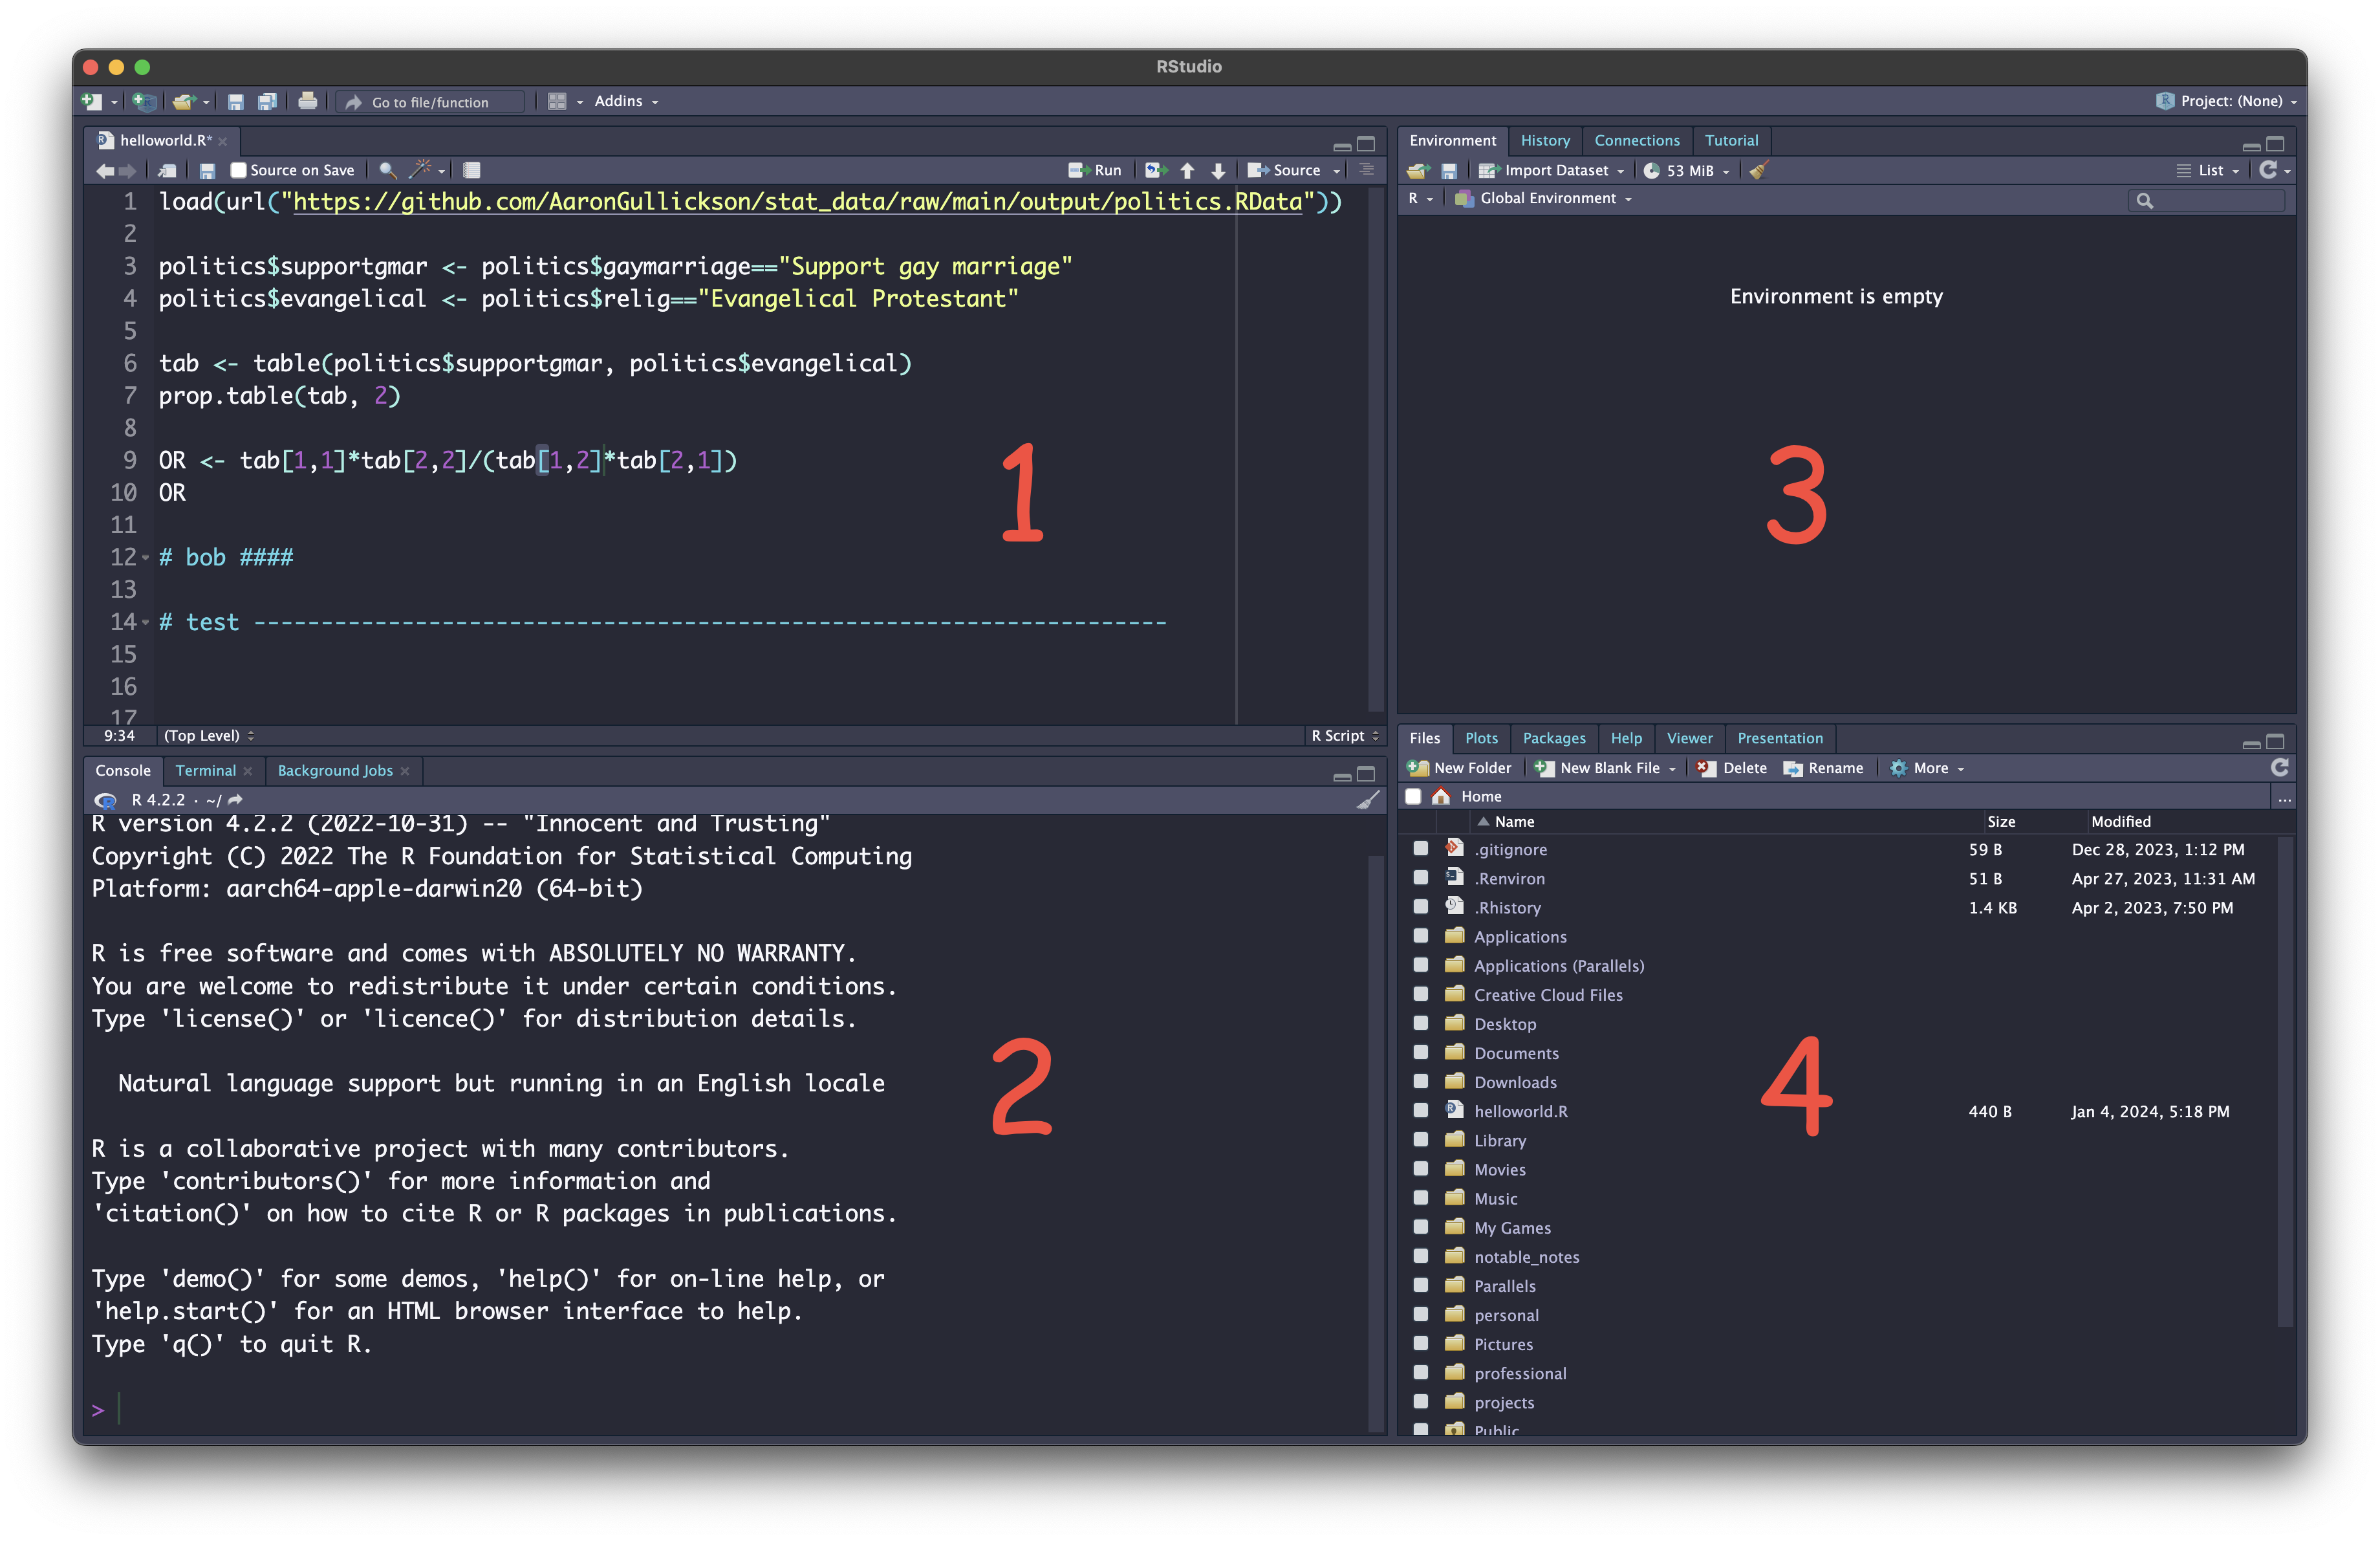 RStudio
Go to file/function Addins Project: (None)
helloworld.R*
Source on Save Run Source
1 load(url("https://github.com/AaronGullickson/stat_data/raw/main/output/politics.RData"))
2
3 politics$supportgmar <- politics$gaymarriage=="Support gay marriage"
4 politics$evangelical <- politics$relig=="Evangelical Protestant"
5
6 tab <- table(politics$supportgmar, politics$evangelical)
7 prop.table(tab, 2)
8
9 OR <- tab[1,1]*tab[2,2]/(tab[1,2]*tab[2,1])
10 OR
11
12 # bob ####
13
14 # test --------------------------------------------------------------------
15
16
17
1
9:34 (Top Level) R Script
Console Terminal Background Jobs
R 4.2.2 · ~/
R version 4.2.2 (2022-10-31) -- "Innocent and Trusting"
Copyright (C) 2022 The R Foundation for Statistical Computing
Platform: aarch64-apple-darwin20 (64-bit)
R is free software and comes with ABSOLUTELY NO WARRANTY.
You are welcome to redistribute it under certain conditions.
Type 'license()' or 'licence()' for distribution details.
Natural language support but running in an English locale
R is a collaborative project with many contributors.
Type 'contributors()' for more information and
'citation()' on how to cite R or R packages in publications.
Type 'demo()' for some demos, 'help()' for on-line help, or
'help.start()' for an HTML browser interface to help.
Type 'q()' to quit R.
>
2
Environment History Connections Tutorial
Import Dataset 53 MiB List
R Global Environment
Environment is empty
3
Files Plots Packages Help Viewer Presentation
New Folder New Blank File Delete Rename More
Home ...
Name Size Modified
.gitignore 59 B Dec 28, 2023, 1:12 PM
.Renviron 51 B Apr 27, 2023, 11:31 AM
.Rhistory 1.4 KB Apr 2, 2023, 7:50 PM
Applications
Applications (Parallels)
Creative Cloud Files
Desktop
Documents
Downloads
helloworld.R 440 B Jan 4, 2024, 5:18 PM
Library
Movies
Music
My Games
notable_notes
Parallels
personal
Pictures
professional
projects
Public
4